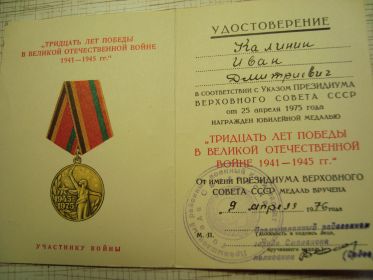 "ТРИДЦАТЬ ЛЕТ ПОБЕДЫ
В ВЕЛИКОЙ ОТЕЧЕСТВЕННОЙ ВОЙНЕ
1941—1945 гг."
1945
1975
УЧАСТНИКУ ВОЙНЫ
УДОСТОВЕРЕНИЕ
Калинин
Иван
Дмитриевич
В СООТВЕТСТВИИ с УКАЗОМ ПРЕЗИДИУМА
ВЕРХОВНОГО СОВЕТА СССР
от 25 апреля 1975 года
НАГРАЖДЕН ЮБИЛЕЙНОЙ МЕДАЛЬЮ
"ТРИДЦАТЬ ЛЕТ ПОБЕДЫ
В ВЕЛИКОЙ ОТЕЧЕСТВЕННОЙ
ВОЙНЕ 1941—1945 гг."
От имени ПРЕЗИДИУМА ВЕРХОВНОГО
СОВЕТА СССР МЕДАЛЬ ВРУЧЕНА
9 апреля 1976 года
М. П.